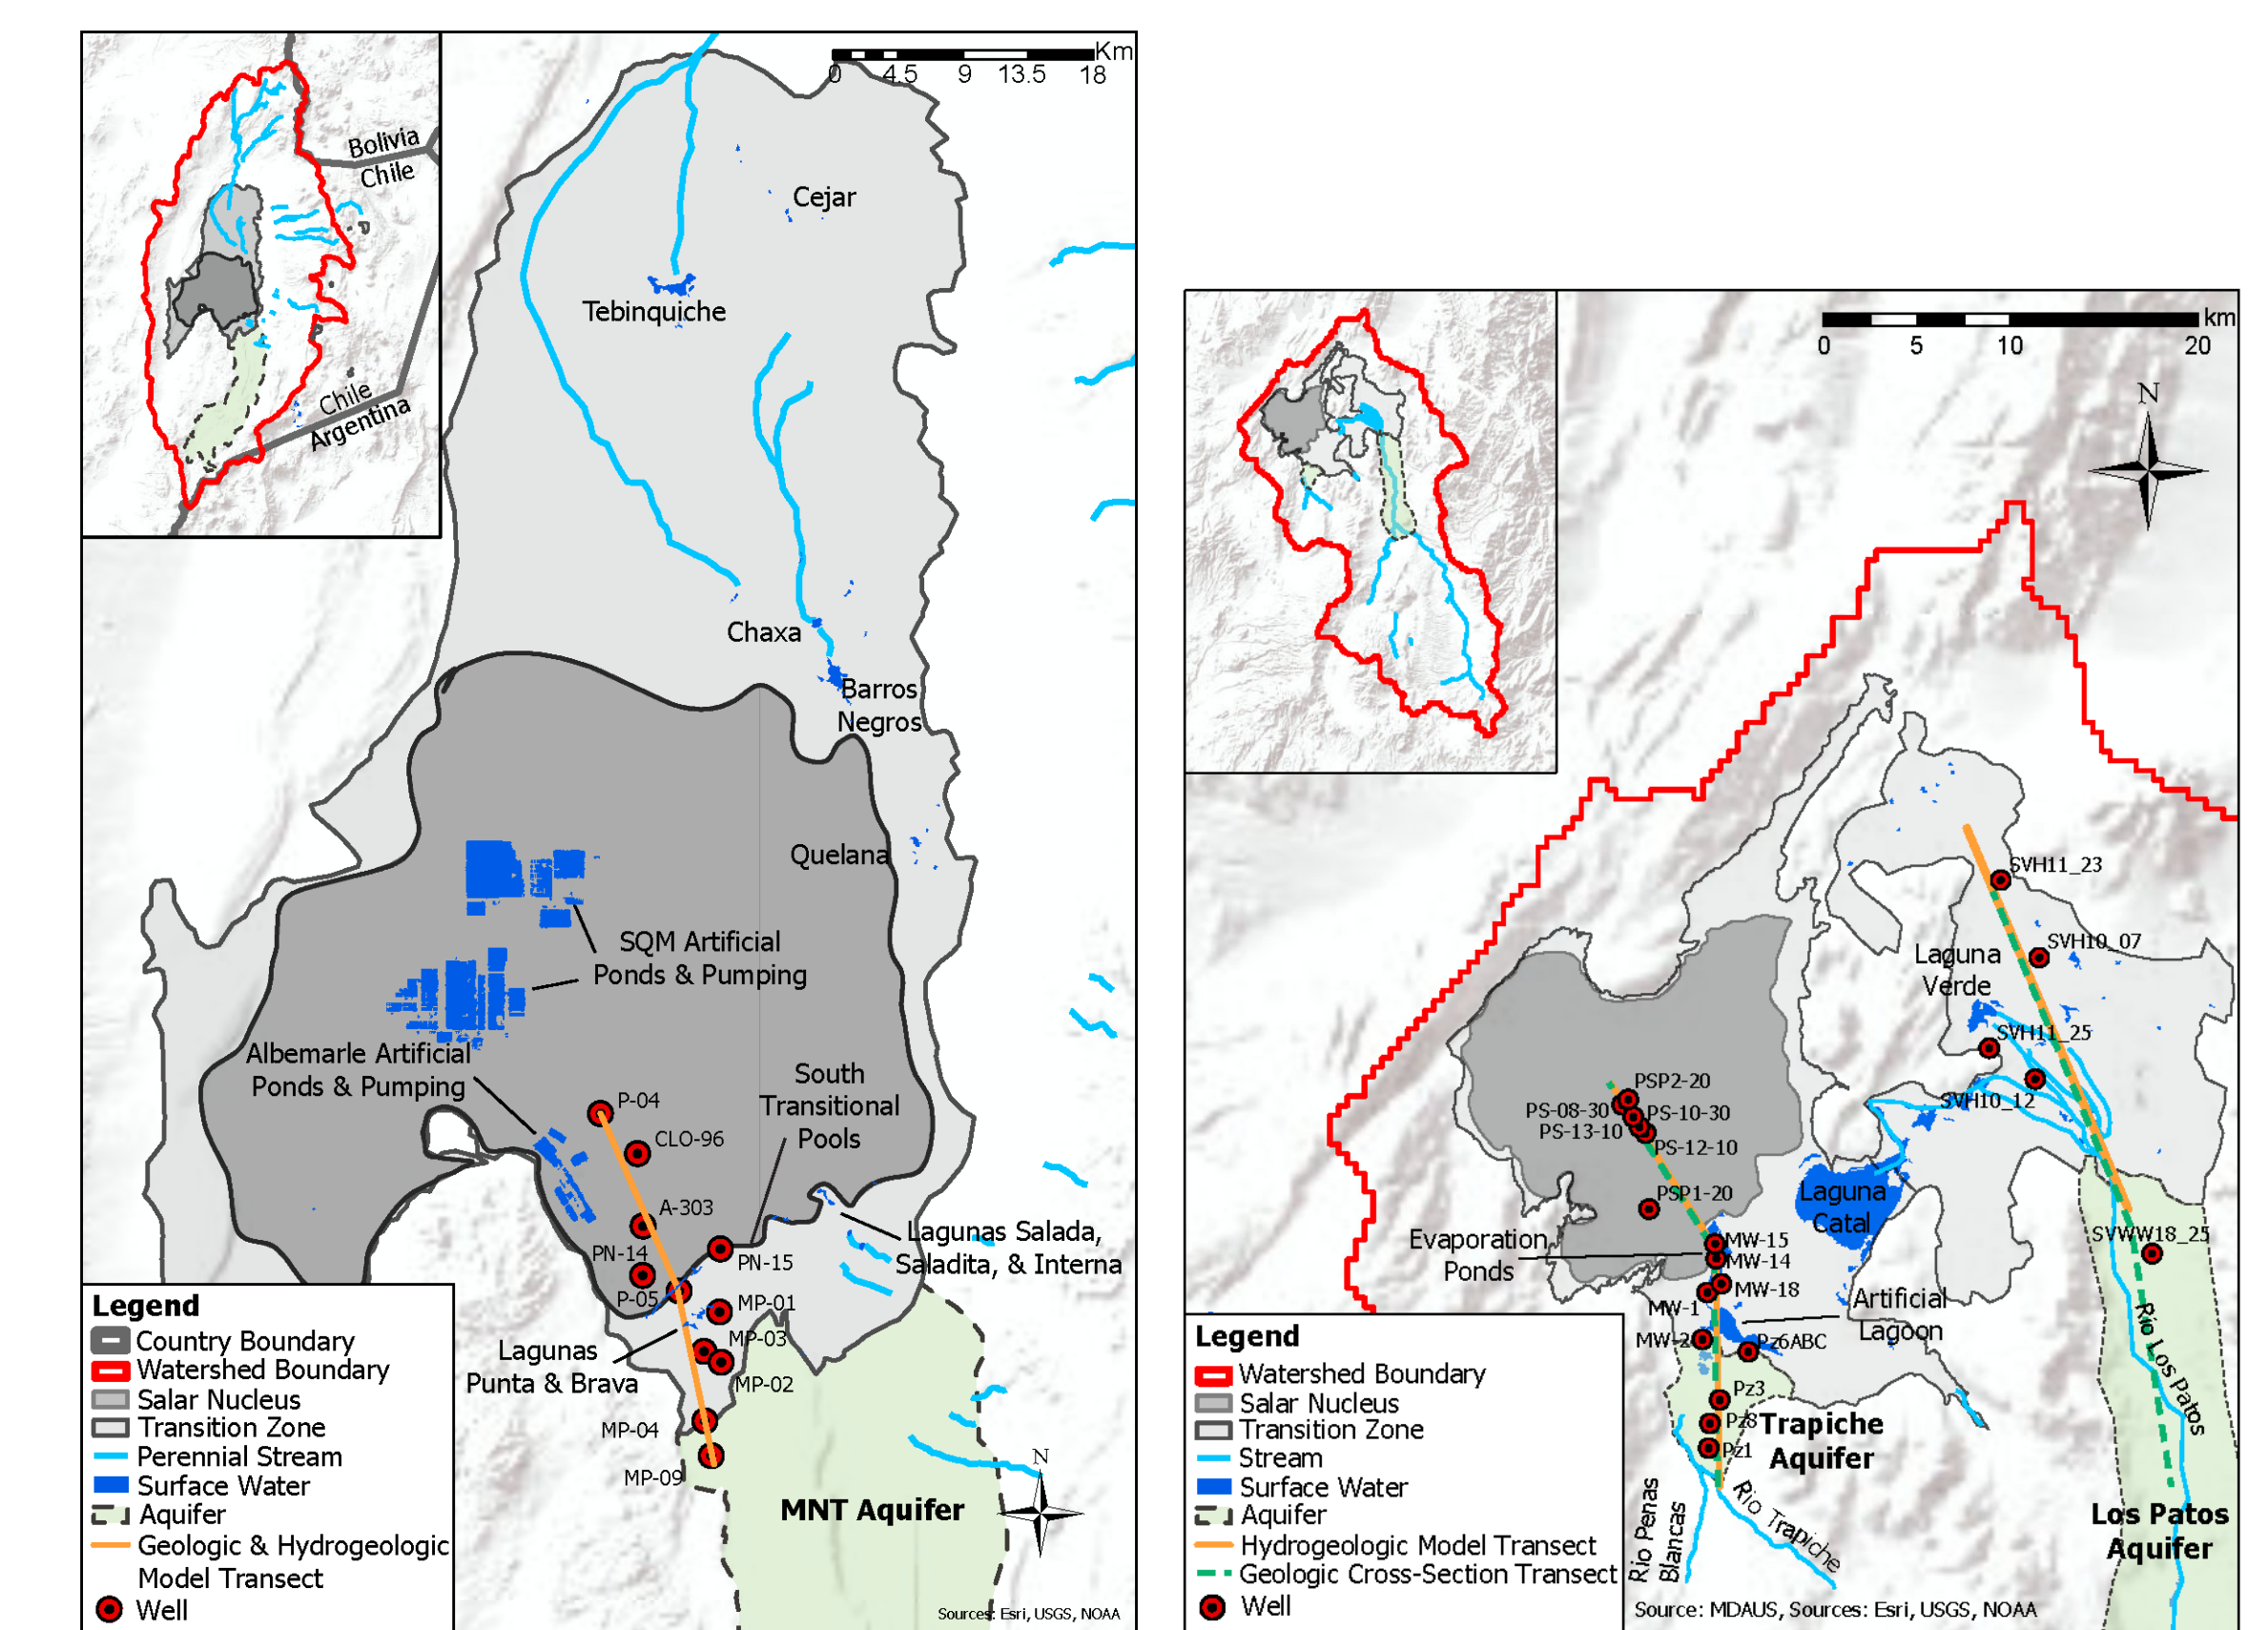 Km
0 4.5 9 13.5 18
Bolivia
Chile
Chile
Argentina
Cejar
Tebinquiche
Chaxa
Barros
Negros
Quelana
SQM Artificial
Ponds & Pumping
Albemarle Artificial
Ponds & Pumping
South
Transitional
Pools
P-04
CLO-96
A-303
PN-14
PN-15
P-05
MP-01
MP-03
MP-02
MP-04
MP-09
Lagunas Salada,
Saladita, & Interna
Lagunas
Punta & Brava
MNT Aquifer
N
Legend
Country Boundary
Watershed Boundary
Salar Nucleus
Transition Zone
Perennial Stream
Surface Water
Aquifer
Geologic & Hydrogeologic
Model Transect
Well
Sources: Esri, USGS, NOAA
km
0 5 10 20
N
SVH11_23
SVH10_07
Laguna
Verde
SVH11_25
SVH10_12
PSP2-20
PS-08-30
PS-10-30
PS-13-10
PS-12-10
PSP1-20
Laguna
Catal
Evaporation
Ponds
MW-15
MW-14
MW-18
MW-1
MW-2
Artificial
Lagoon
Pz6ABC
Pz3
Pz8
Pz1
Trapiche
Aquifer
SVWW18_25
Rio Los Patos
Los Patos
Aquifer
Rio Penas
Blancas
Rio Trapiche
Legend
Watershed Boundary
Salar Nucleus
Transition Zone
Stream
Surface Water
Aquifer
Hydrogeologic Model Transect
Geologic Cross-Section Transect
Well
Source: MDAUS, Sources: Esri, USGS, NOAA